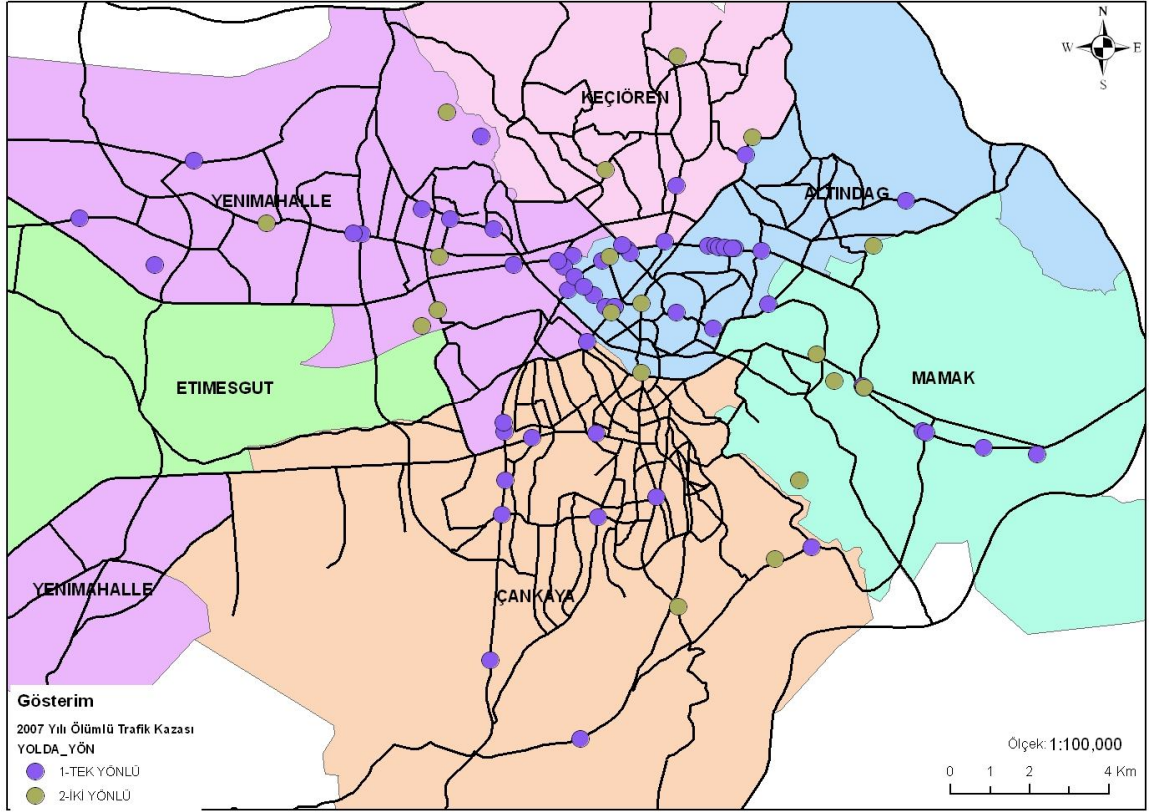 N
W E
S
KEÇİÖREN
YENIMAHALLE
ALTINDAG
ETIMESGUT
MAMAK
YENIMAHALLE
ÇANKAYA
Gösterim
2007 Yılı Ölümlü Trafik Kazası
YOLDA_YÖN
1-TEK YÖNLÜ
2-İKİ YÖNLÜ
Ölçek: 1:100,000
0 1 2 4 Km